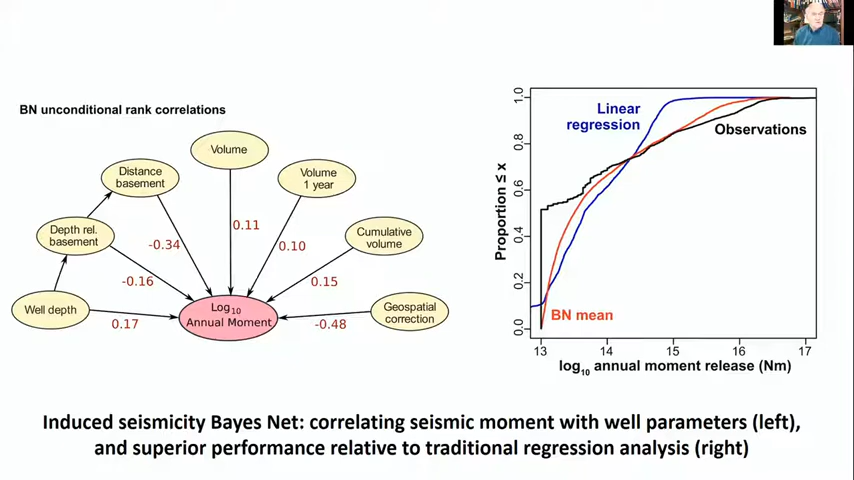 BN unconditional rank correlations
Volume
Distance
basement
Volume
1 year
Depth rel.
basement
Cumulative
volume
Well depth
Log10
Annual Moment
Geospatial
correction
0.11
-0.34
0.10
-0.16
0.15
0.17
-0.48
Linear
regression
Observations
BN mean
Proportion ≤ x
0.0
0.2
0.4
0.6
0.8
1.0
13
14
15
16
17
log10 annual moment release (Nm)
Induced seismicity Bayes Net: correlating seismic moment with well parameters (left),
and superior performance relative to traditional regression analysis (right)